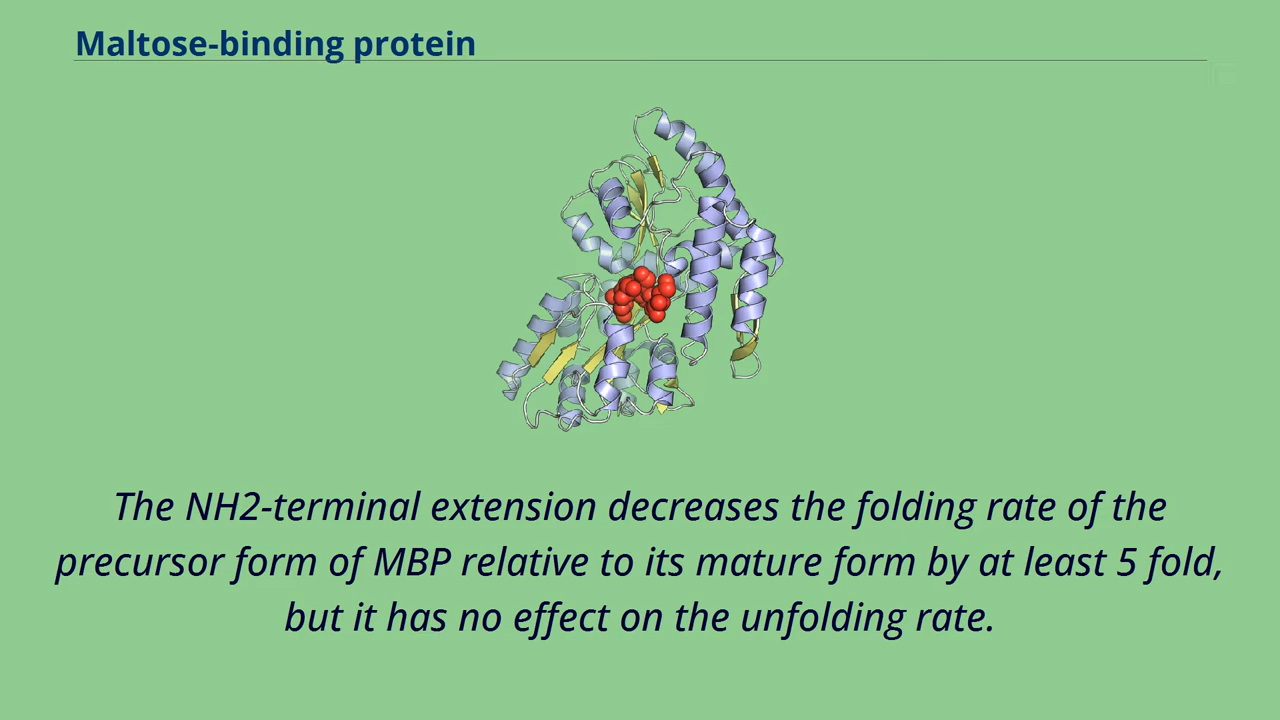 Maltose-binding protein
The NH2-terminal extension decreases the folding rate of the
precursor form of MBP relative to its mature form by at least 5 fold,
but it has no effect on the unfolding rate.